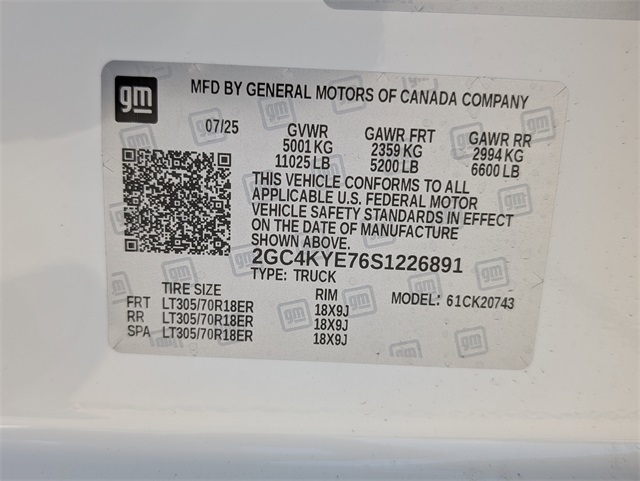 gm
MFD BY GENERAL MOTORS OF CANADA COMPANY
07/25 GVWR GAWR FRT GAWR RR
5001 KG 2359 KG 2994 KG
11025 LB 5200 LB 6600 LB
THIS VEHICLE CONFORMS TO ALL
APPLICABLE U.S. FEDERAL MOTOR
VEHICLE SAFETY STANDARDS IN EFFECT
ON THE DATE OF MANUFACTURE
SHOWN ABOVE.
2GC4KYE76S1226891
TYPE: TRUCK
TIRE SIZE RIM MODEL: 61CK20743
FRT LT305/70R18ER 18X9J
RR LT305/70R18ER 18X9J
SPA LT305/70R18ER 18X9J